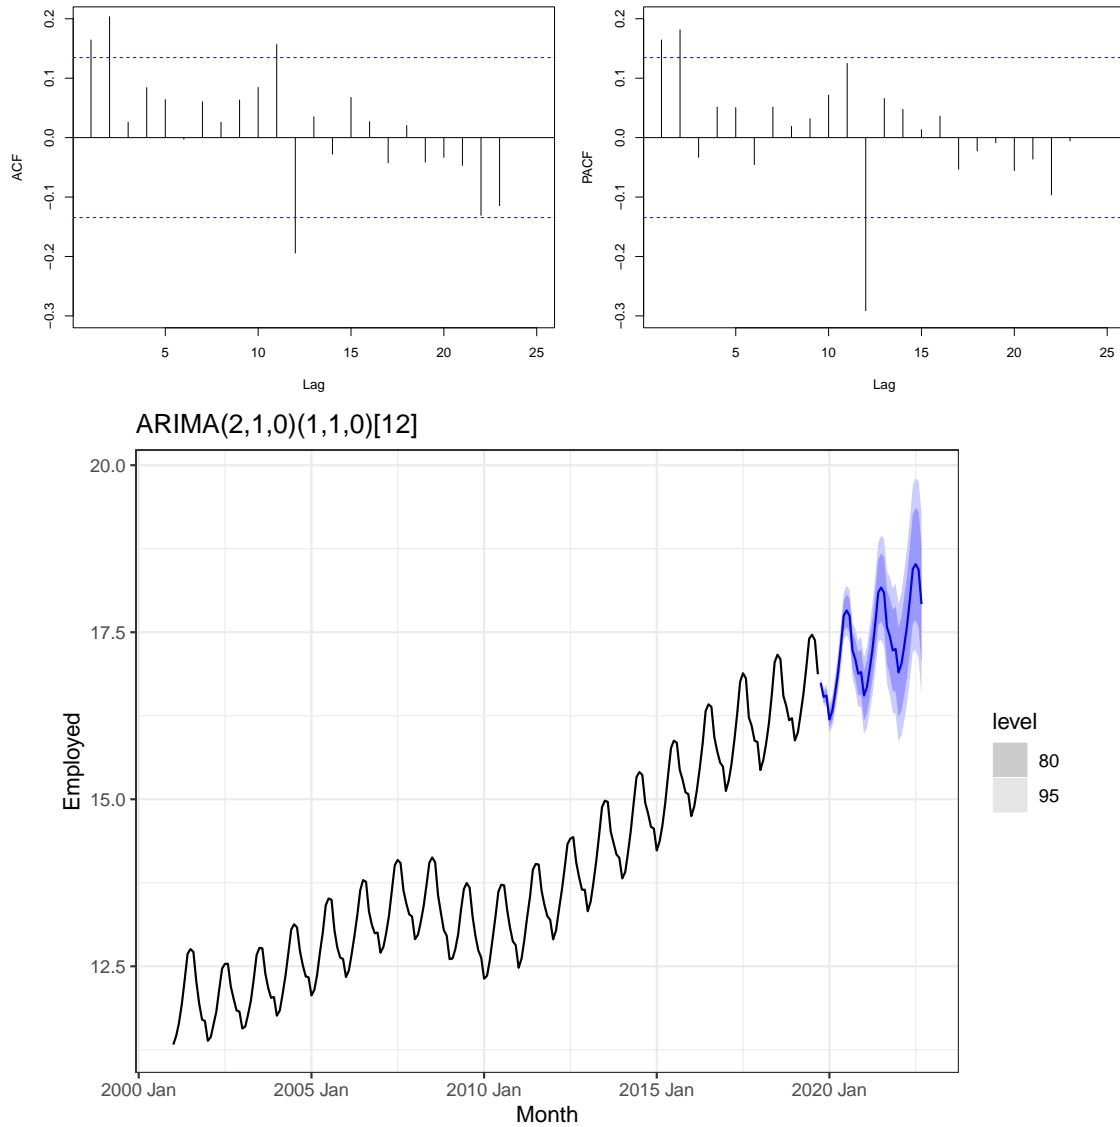 ACF
0.2
0.1
0.0
−0.1
−0.2
−0.3
5
10
15
20
25
Lag
PACF
0.2
0.1
0.0
−0.1
−0.2
−0.3
5
10
15
20
25
Lag
ARIMA(2,1,0)(1,1,0)[12]
Employed
20.0
17.5
15.0
12.5
2000 Jan
2005 Jan
2010 Jan
2015 Jan
2020 Jan
Month
level
80
95